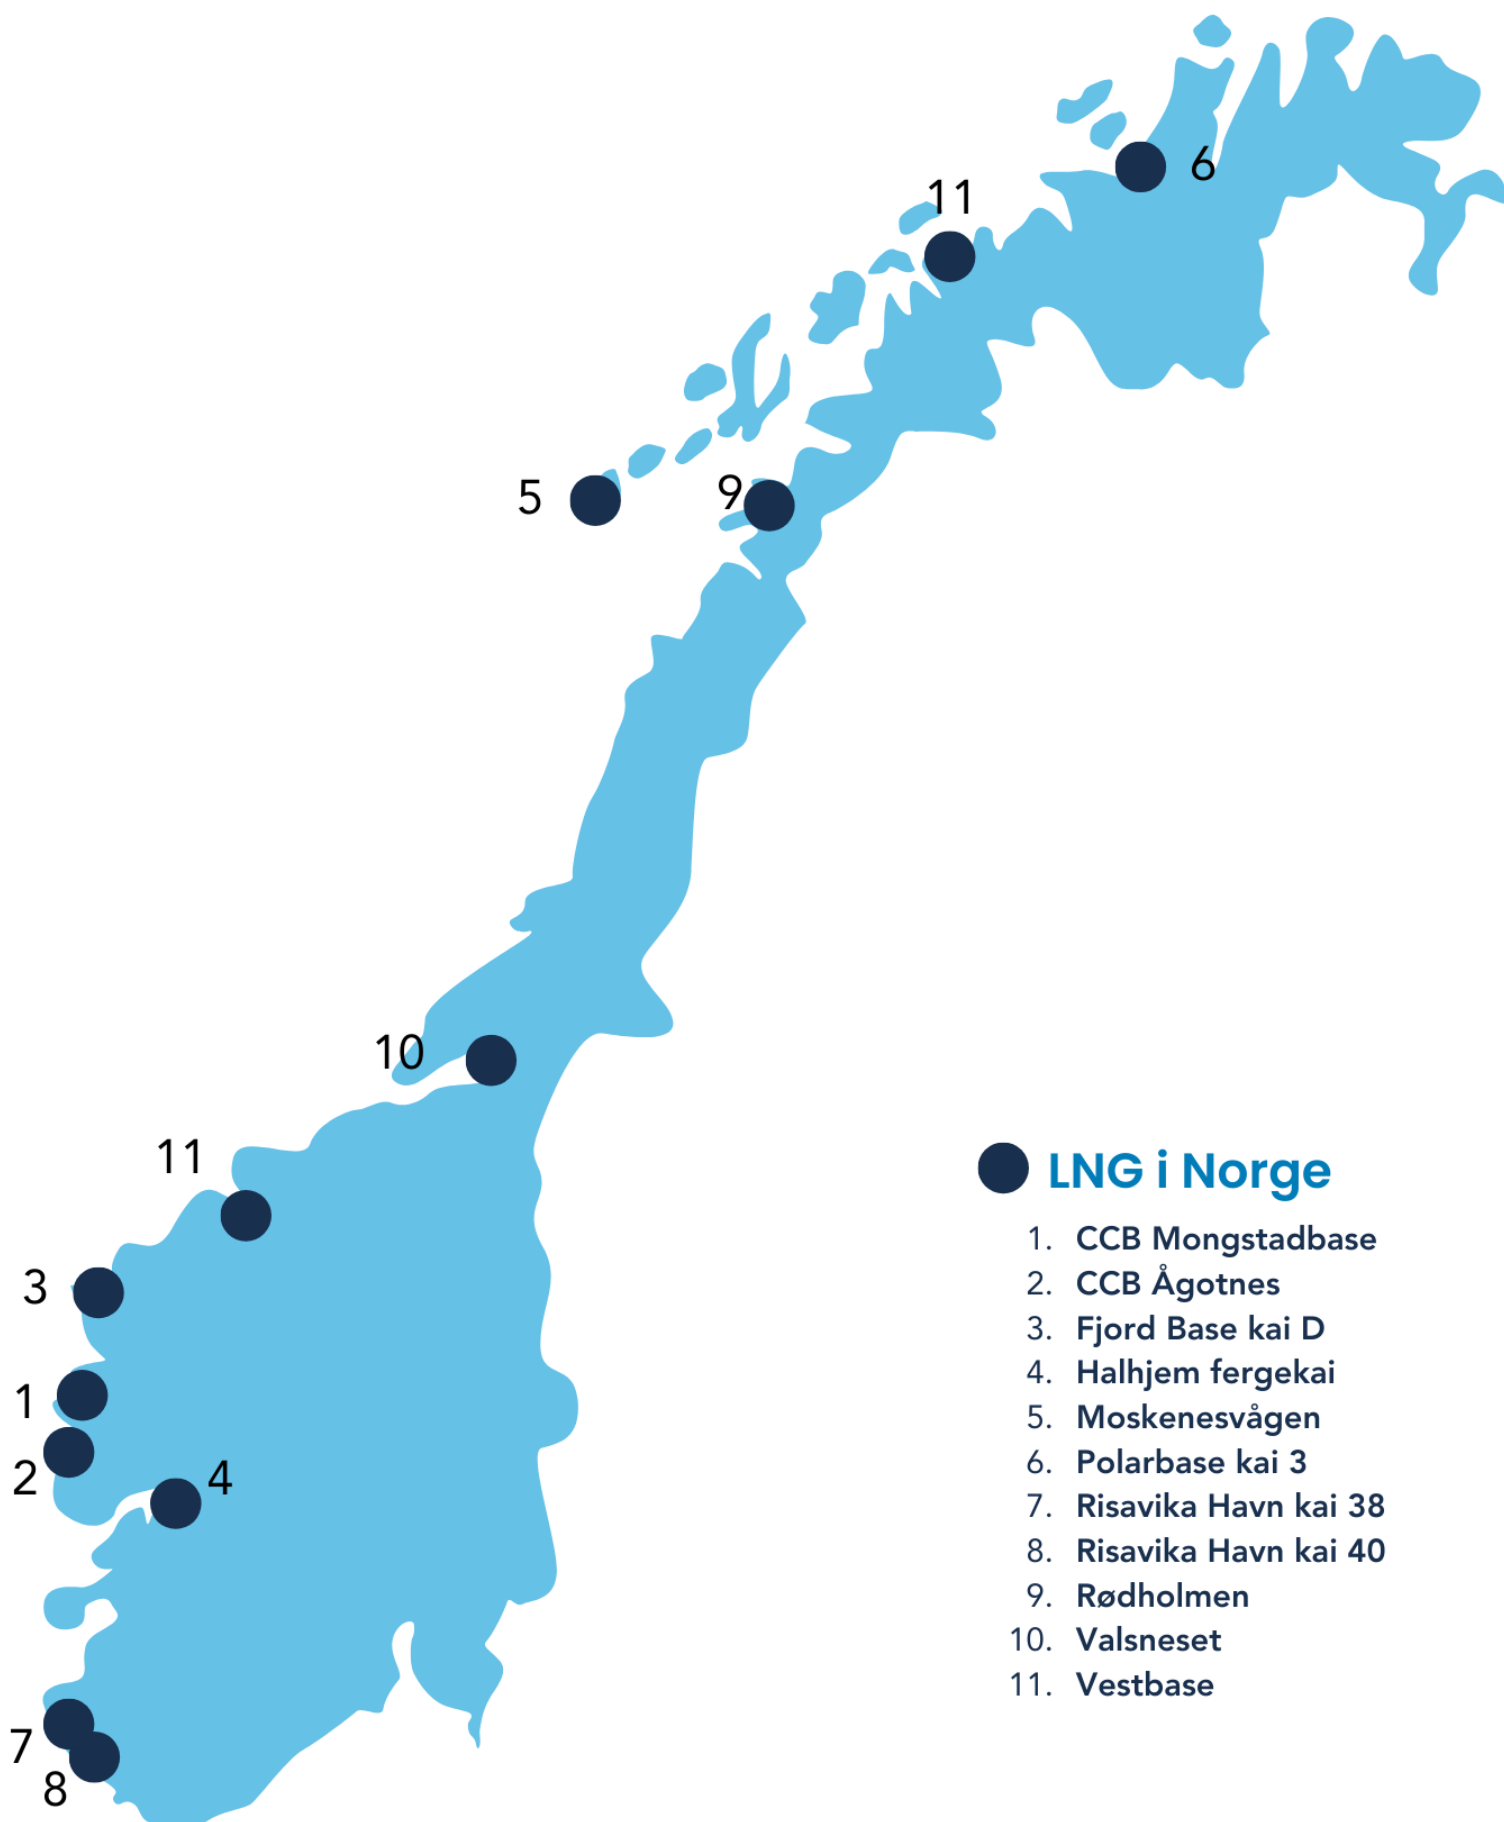 6
11
5
9
10
11
3
1
2
4
7
8
LNG i Norge
1. CCB Mongstadbase
2. CCB Ågotnes
3. Fjord Base kai D
4. Halhjem fergekai
5. Moskenesvågen
6. Polarbase kai 3
7. Risavika Havn kai 38
8. Risavika Havn kai 40
9. Rødholmen
10. Valsneset
11. Vestbase